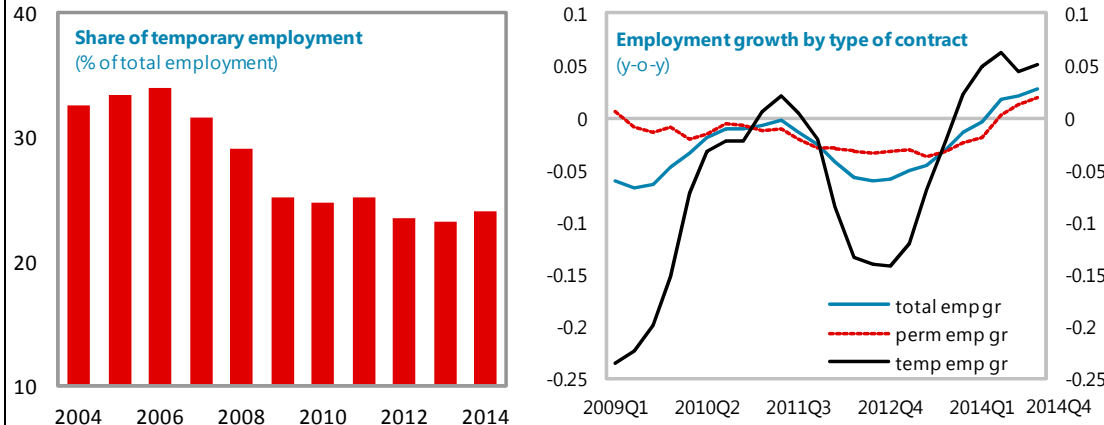 Share of temporary employment
(% of total employment)
40
30
20
10
2004 2006 2008 2010 2012 2014
Employment growth by type of contract
(y-o-y)
0.1 0.1
0.05 0.05
0 0
-0.05 -0.05
-0.1 -0.1
-0.15 -0.15
-0.2 -0.2
-0.25 -0.25
total emp gr
perm emp gr
temp emp gr
2009Q1 2010Q2 2011Q3 2012Q4 2014Q1 2014Q4